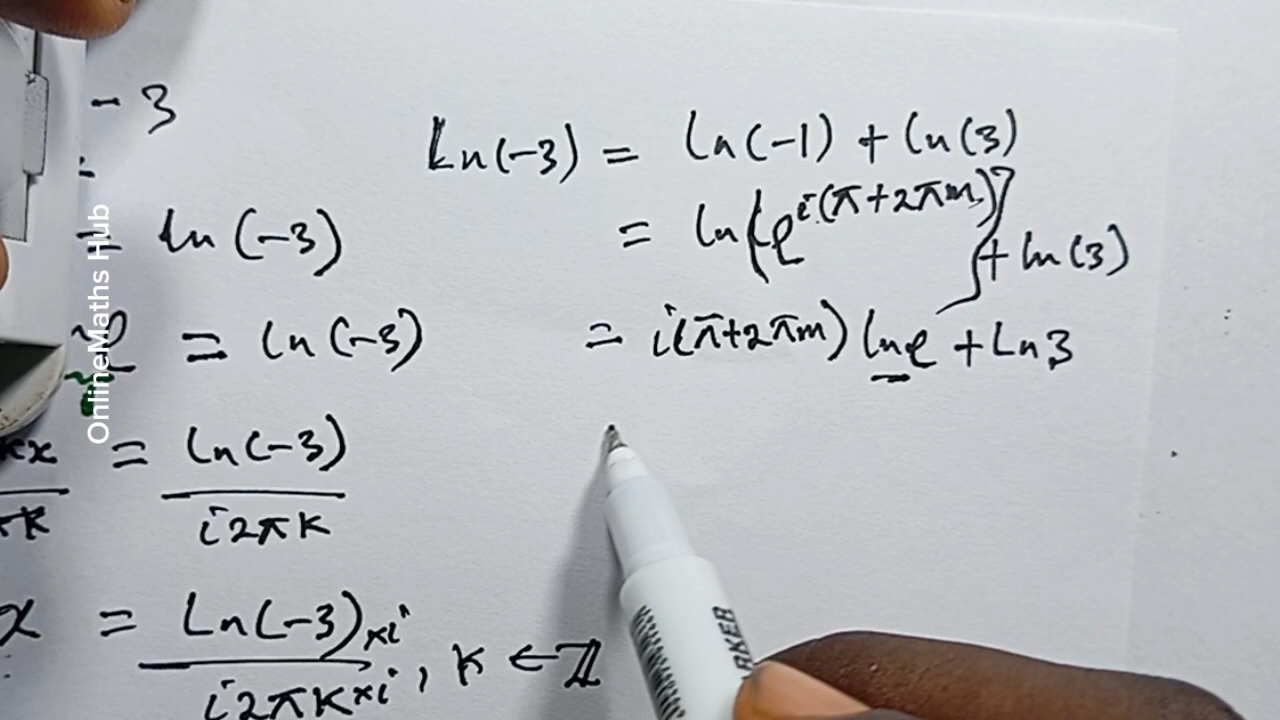 - 3
= ln(-3)
= ln(-3)
= ln(-3)
i2πk
x = Ln(-3)×i
i2πk×i, k ∈ ℤ
Ln(-3) = ln(-1) + ln(3)
= ln(e^{i(π+2πm)}) + ln(3)
= i(π+2πm) lne + Ln3
OnlineMaths Hub
ARKER